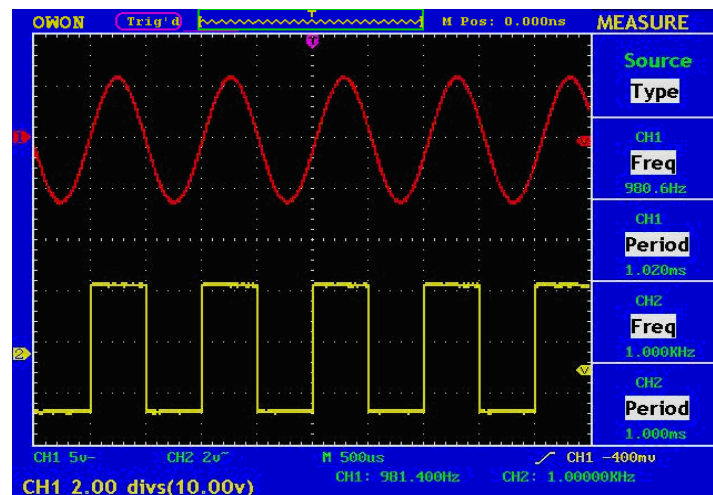 OWON Trig'd T M Pos: 0.000ns MEASURE
T
Source
Type
1
CH1
Freq
980.6Hz
CH1
Period
1.020ms
CH2
Freq
2
1.000KHz
CH2
Period
1.000ms
CH1 5v- CH2 2v~ M 500us CH1 -400mv
CH1: 981.400Hz CH2: 1.00000KHz
CH1 2.00 divs(10.00v)